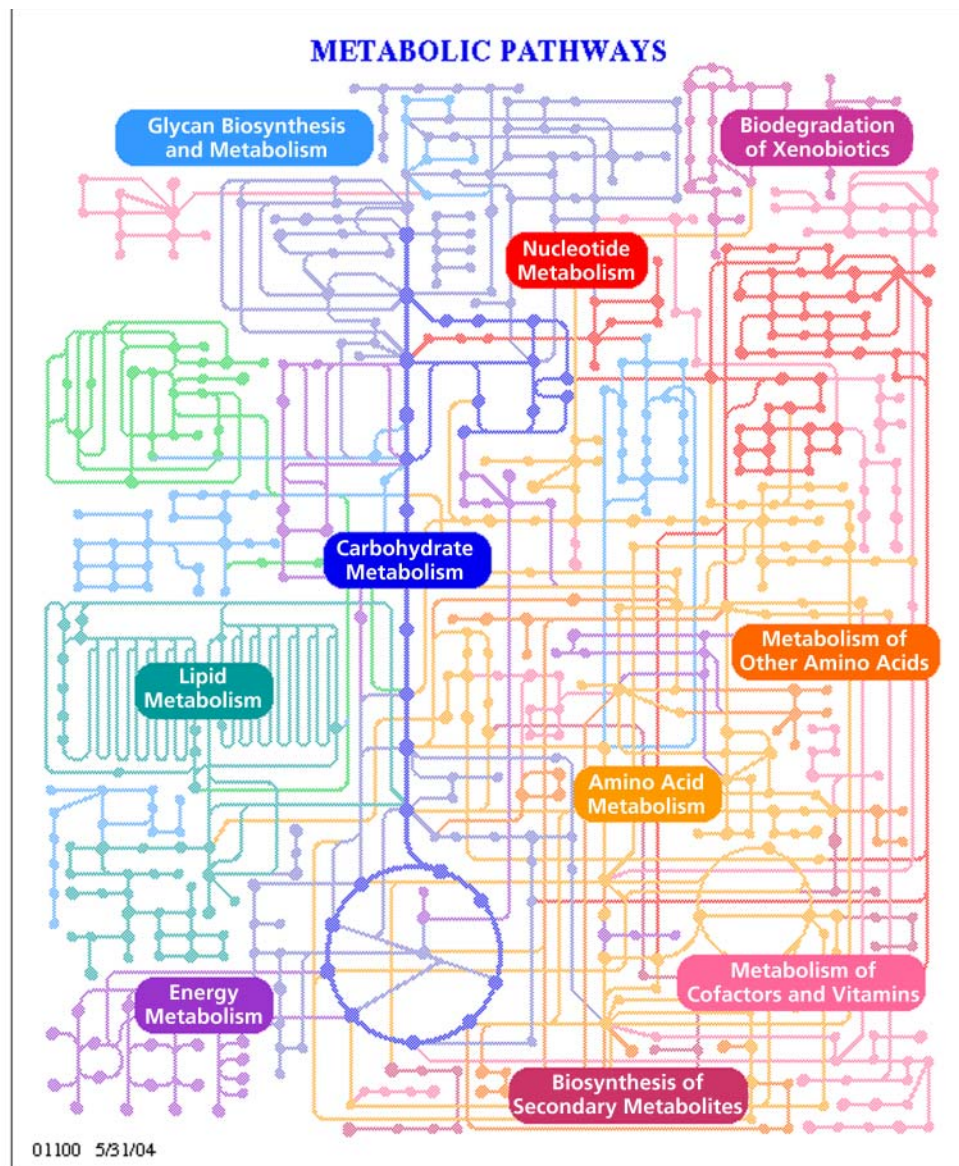 METABOLIC PATHWAYS
Glycan Biosynthesis
and Metabolism
Biodegradation
of Xenobiotics
Nucleotide
Metabolism
Carbohydrate
Metabolism
Metabolism of
Other Amino Acids
Lipid
Metabolism
Amino Acid
Metabolism
Metabolism of
Cofactors and Vitamins
Energy
Metabolism
Biosynthesis of
Secondary Metabolites
01100 5/31/04